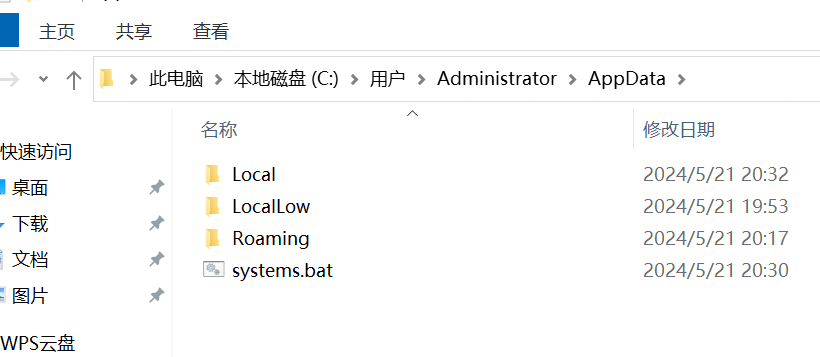 主页 共享 查看
此电脑 本地磁盘 (C:) 用户 Administrator AppData
名称 修改日期
快速访问
桌面
下载
文档
图片
WPS云盘
Local 2024/5/21 20:32
LocalLow 2024/5/21 19:53
Roaming 2024/5/21 20:17
systems.bat 2024/5/21 20:30